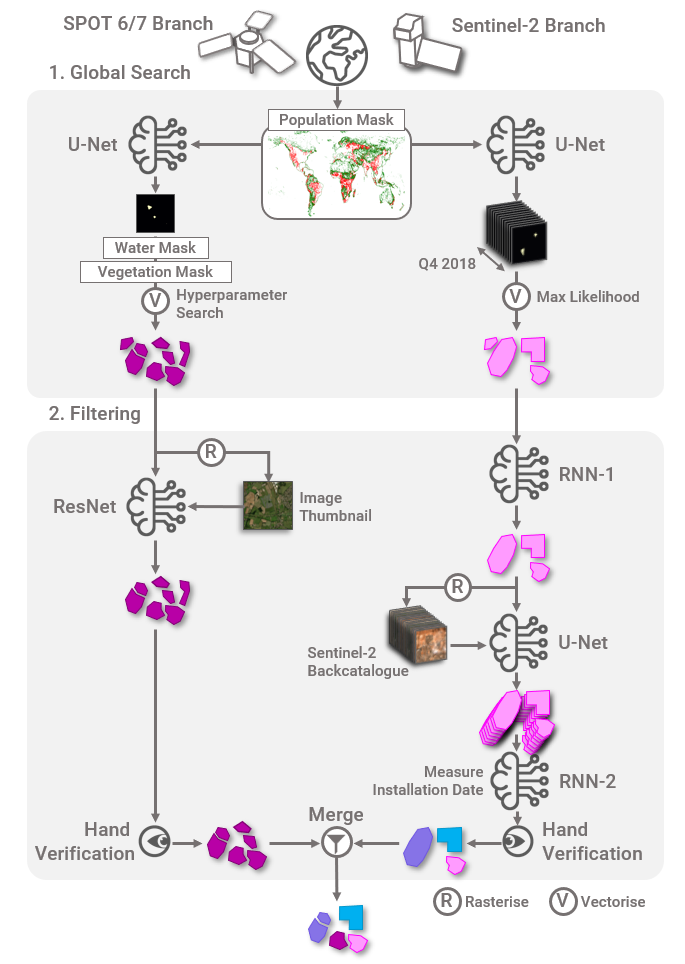 SPOT 6/7 Branch
Sentinel-2 Branch
1. Global Search
Population Mask
U-Net
U-Net
Water Mask
Vegetation Mask
Q4 2018
V
Hyperparameter
Search
V
Max Likelihood
2. Filtering
R
RNN-1
ResNet
Image
Thumbnail
R
Sentinel-2
Backcatalogue
U-Net
Measure
Installation Date
RNN-2
Hand
Verification
Merge
Hand
Verification
R
Rasterise
V
Vectorise